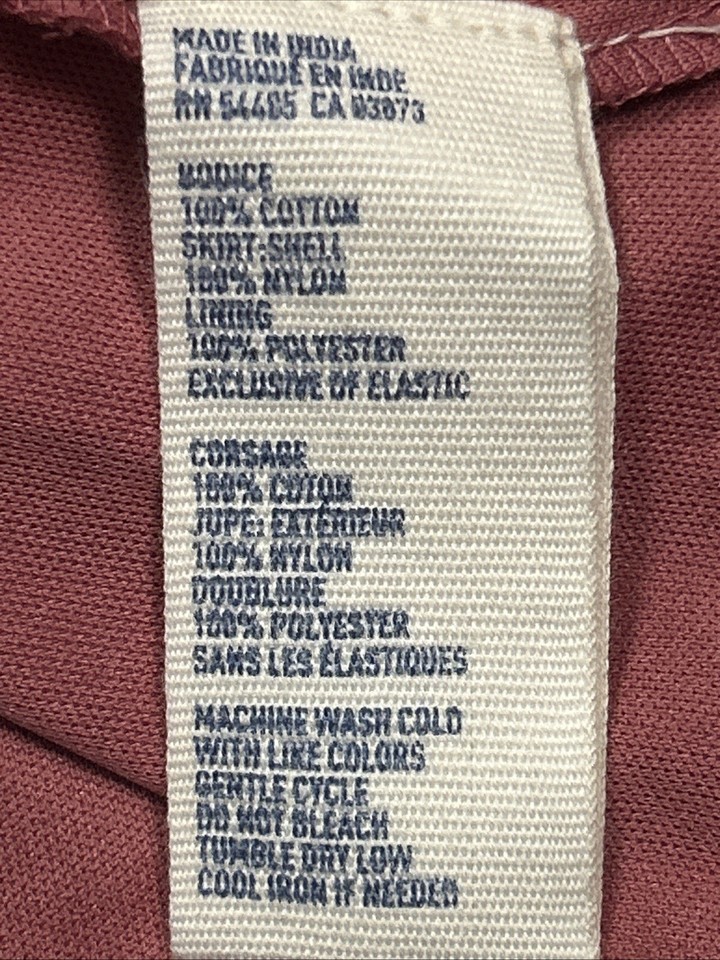 MADE IN INDIA
FABRIQUÉ EN INDE
RN 54485 CA 03673
BODICE
100% COTTON
SKIRT:SHELL
100% NYLON
LINING
100% POLYESTER
EXCLUSIVE OF ELASTIC
CORSAGE
100% COTON
JUPE: EXTÉRIEUR
100% NYLON
DOUBLURE
100% POLYESTER
SANS LES ÉLASTIQUES
MACHINE WASH COLD
WITH LIKE COLORS
GENTLE CYCLE
DO NOT BLEACH
TUMBLE DRY LOW
COOL IRON IF NEEDED